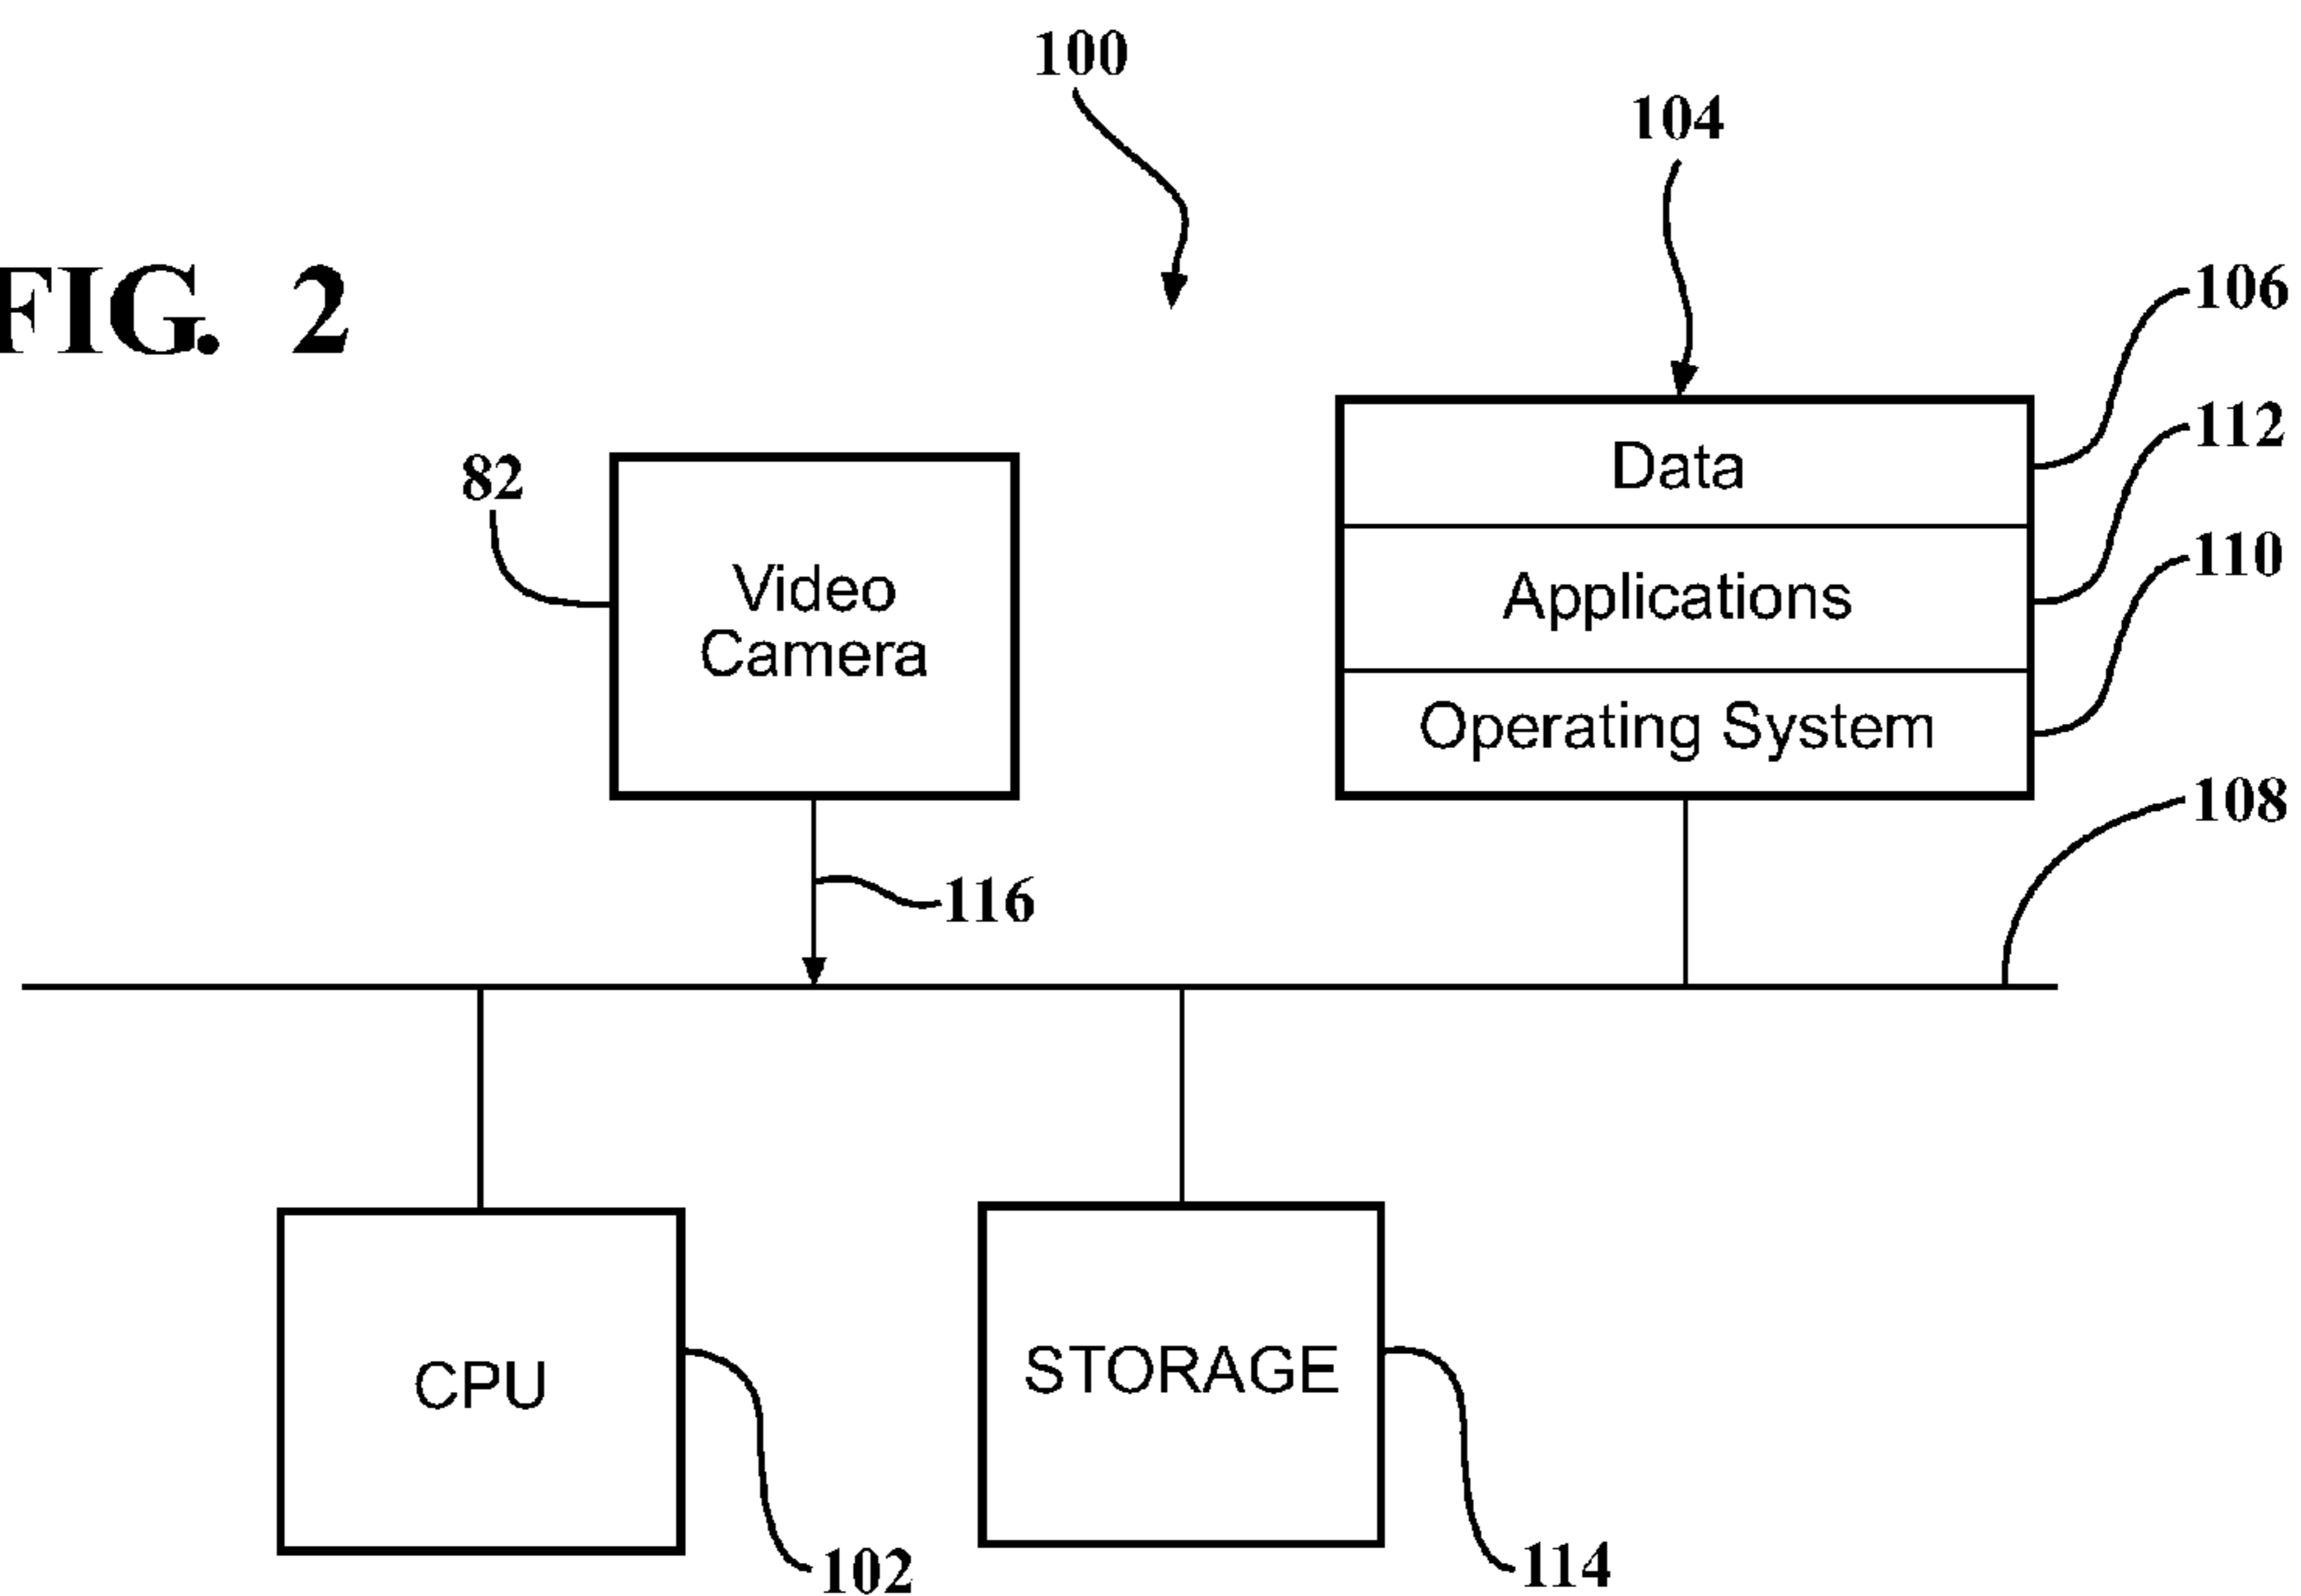 100
104
FIG. 2
106
112
82
Data
Video
Camera
Applications
110
Operating System
108
116
CPU
STORAGE
102
114